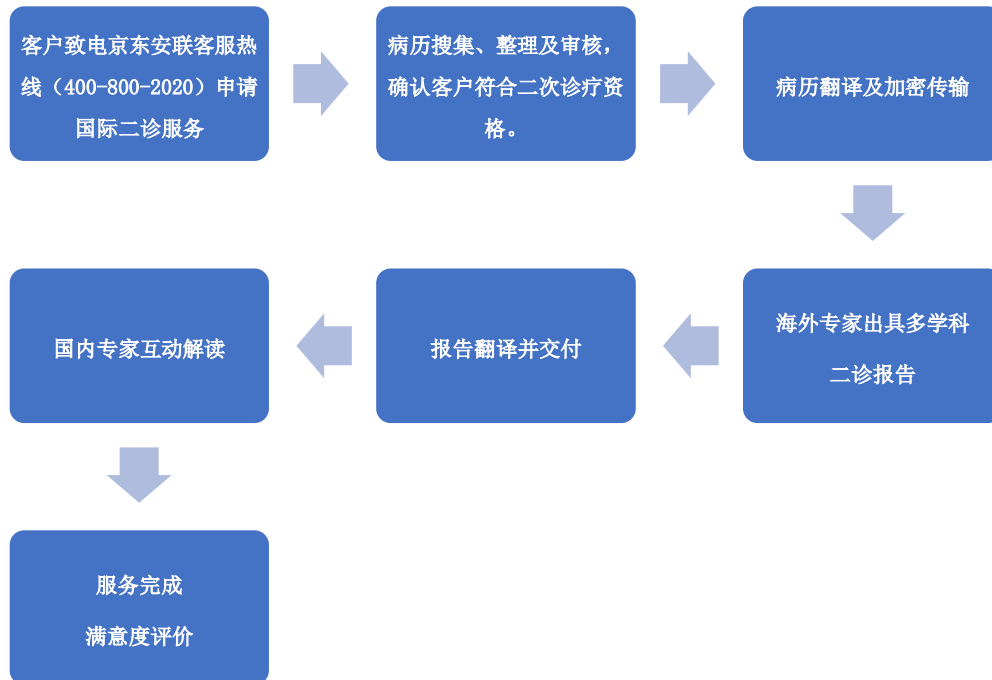 客户致电京东安联客服热
线（400-800-2020）申请
国际二诊服务
病历搜集、整理及审核，
确认客户符合二次诊疗资
格。
病历翻译及加密传输
海外专家出具多学科
二诊报告
报告翻译并交付
国内专家互动解读
服务完成
满意度评价